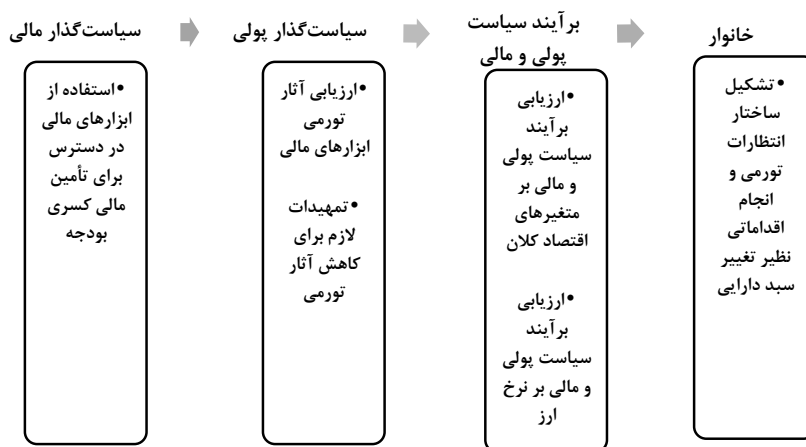 سیاست‌گذار مالی
•استفاده از
ابزارهای مالی
در دسترس
برای تأمین
مالی کسری
بودجه
سیاست‌گذار پولی
•ارزیابی آثار
تورمی
ابزارهای مالی
•تمهیدات
لازم برای
کاهش آثار
تورمی
برآیند سیاست
پولی و مالی
•ارزیابی
برآیند
سیاست پولی
و مالی بر
متغیرهای
اقتصاد کلان
•ارزیابی
برآیند
سیاست پولی
و مالی بر نرخ
ارز
خانوار
•تشکیل
ساختار
انتظارات
تورمی و
انجام
اقداماتی
نظیر تغییر
سبد دارایی